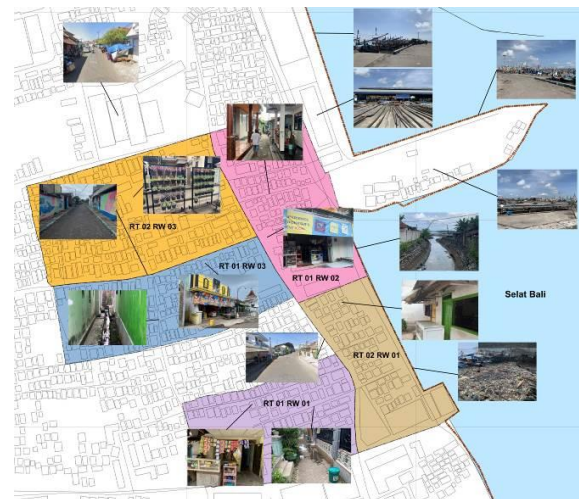 RT 02 RW 03
RT 01 RW 03
RT 01 RW 02
Selat Bali
RT 02 RW 01
RT 01 RW 01